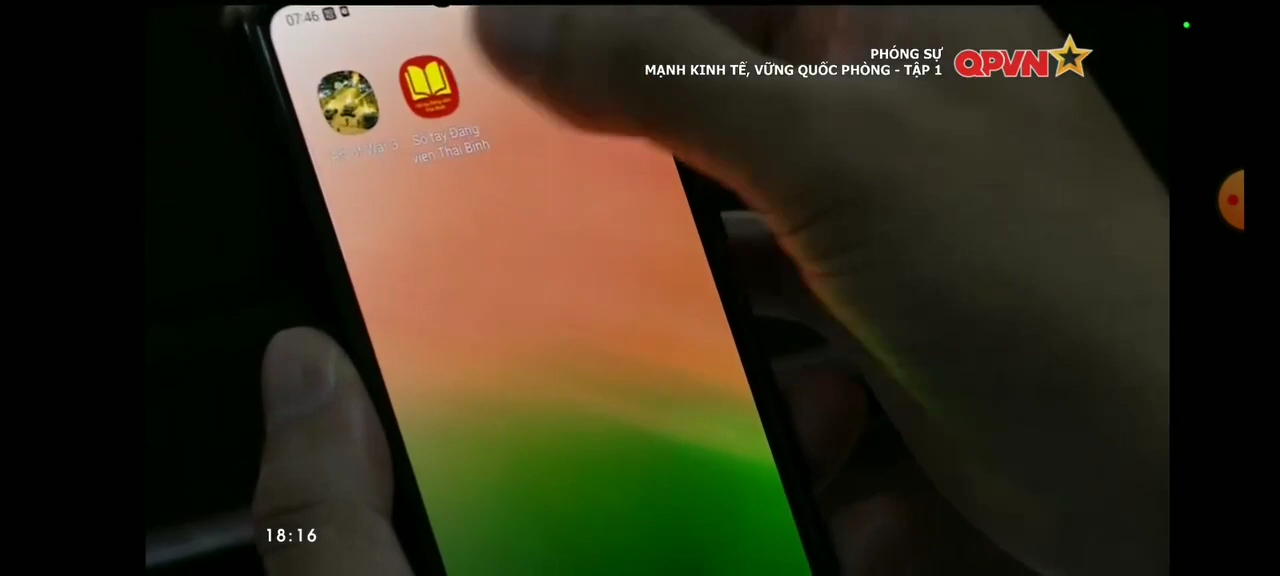 07:46
PHÓNG SỰ
MẠNH KINH TẾ, VỮNG QUỐC PHÒNG - TẬP 1
QPVN
Sổ tay Đảng
viên Thái Bình
18:16